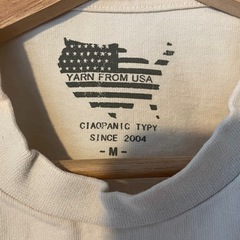 YARN FROM USA
CIAOPANIC TYPY
SINCE 2004
- M -